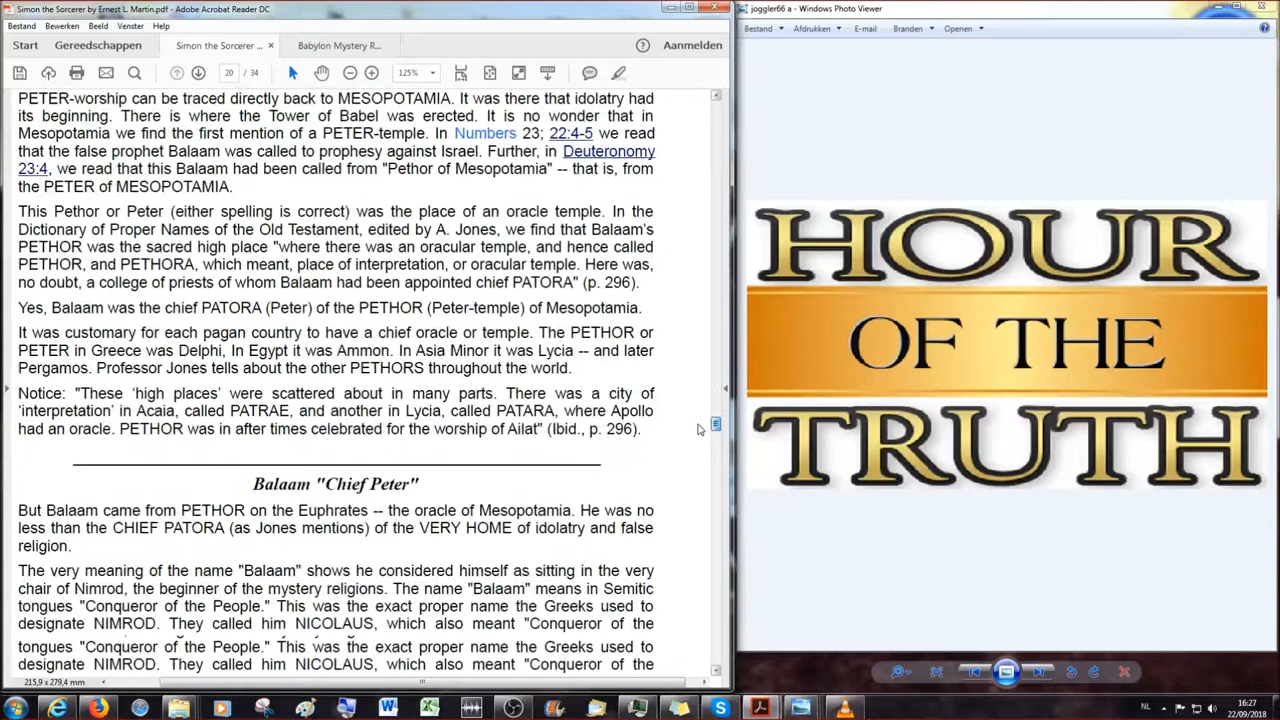 Simon the Sorcerer by Ernest L. Martin.pdf - Adobe Acrobat Reader DC
Bestand Bewerken Beeld Venster Help
Start Gereedschappen Simon the Sorcerer ... × Babylon Mystery R... Aanmelden
20 / 34 125%
PETER-worship can be traced directly back to MESOPOTAMIA. It was there that idolatry had
its beginning. There is where the Tower of Babel was erected. It is no wonder that in
Mesopotamia we find the first mention of a PETER-temple. In Numbers 23; 22:4-5 we read
that the false prophet Balaam was called to prophesy against Israel. Further, in Deuteronomy
23:4, we read that this Balaam had been called from "Pethor of Mesopotamia" -- that is, from
the PETER of MESOPOTAMIA.
This Pethor or Peter (either spelling is correct) was the place of an oracle temple. In the
Dictionary of Proper Names of the Old Testament, edited by A. Jones, we find that Balaam's
PETHOR was the sacred high place "where there was an oracular temple, and hence called
PETHOR, and PETHORA, which meant, place of interpretation, or oracular temple. Here was,
no doubt, a college of priests of whom Balaam had been appointed chief PATORA" (p. 296).
Yes, Balaam was the chief PATORA (Peter) of the PETHOR (Peter-temple) of Mesopotamia.
It was customary for each pagan country to have a chief oracle or temple. The PETHOR or
PETER in Greece was Delphi, In Egypt it was Ammon. In Asia Minor it was Lycia -- and later
Pergamos. Professor Jones tells about the other PETHORS throughout the world.
Notice: "These 'high places' were scattered about in many parts. There was a city of
'interpretation' in Acaia, called PATRAE, and another in Lycia, called PATARA, where Apollo
had an oracle. PETHOR was in after times celebrated for the worship of Ailat" (Ibid., p. 296).
Balaam "Chief Peter"
But Balaam came from PETHOR on the Euphrates -- the oracle of Mesopotamia. He was no
less than the CHIEF PATORA (as Jones mentions) of the VERY HOME of idolatry and false
religion.
The very meaning of the name "Balaam" shows he considered himself as sitting in the very
chair of Nimrod, the beginner of the mystery religions. The name "Balaam" means in Semitic
tongues "Conqueror of the People." This was the exact proper name the Greeks used to
designate NIMROD. They called him NICOLAUS, which also meant "Conqueror of the
tongues "Conqueror of the People." This was the exact proper name the Greeks used to
designate NIMROD. They called him NICOLAUS, which also meant "Conqueror of the
215,9 x 279,4 mm
joggler66 a - Windows Photo Viewer
Bestand Afdrukken E-mail Branden Openen
HOUR
OF THE
TRUTH
NL 16:27
22/09/2018